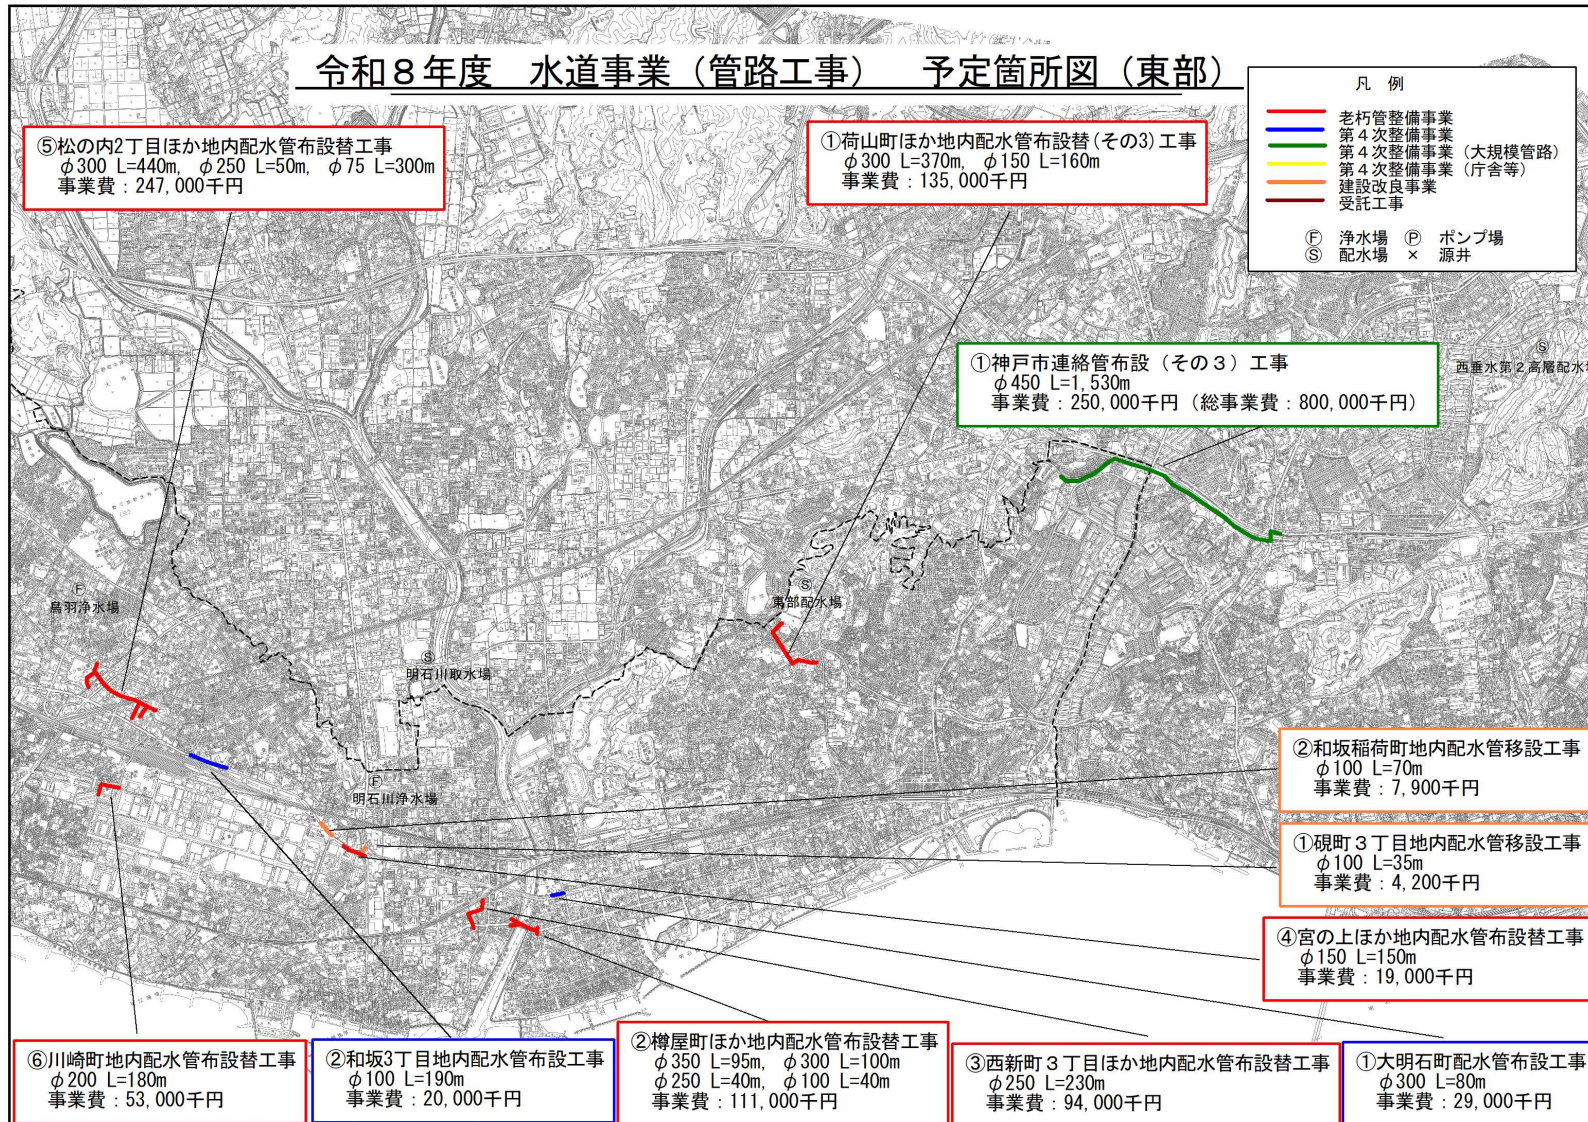 令和８年度　水道事業（管路工事）　予定箇所図（東部）
凡　例
老朽管整備事業
第４次整備事業
第４次整備事業（大規模管路）
第４次整備事業（庁舎等）
建設改良事業
受託工事
Ⓕ 浄水場 Ⓟ ポンプ場
Ⓢ 配水場 × 源井
⑤松の内2丁目ほか地内配水管布設替工事
φ300 L=440m, φ250 L=50m, φ75 L=300m
事業費：247,000千円
①荷山町ほか地内配水管布設替(その3)工事
φ300 L=370m, φ150 L=160m
事業費：135,000千円
①神戸市連絡管布設（その３）工事
φ450 L=1,530m
事業費：250,000千円（総事業費：800,000千円）
Ⓢ
西垂水第２高層配水場
Ⓕ
鳥羽浄水場
Ⓢ
東部配水場
Ⓢ
明石川取水場
Ⓕ
明石川浄水場
②和坂稲荷町地内配水管移設工事
φ100 L=70m
事業費：7,900千円
①硯町３丁目地内配水管移設工事
φ100 L=35m
事業費：4,200千円
④宮の上ほか地内配水管布設替工事
φ150 L=150m
事業費：19,000千円
⑥川崎町地内配水管布設替工事
φ200 L=180m
事業費：53,000千円
②和坂3丁目地内配水管布設工事
φ100 L=190m
事業費：20,000千円
②樽屋町ほか地内配水管布設替工事
φ350 L=95m, φ300 L=100m
φ250 L=40m, φ100 L=40m
事業費：111,000千円
③西新町３丁目ほか地内配水管布設替工事
φ250 L=230m
事業費：94,000千円
①大明石町配水管布設工事
φ300 L=80m
事業費：29,000千円